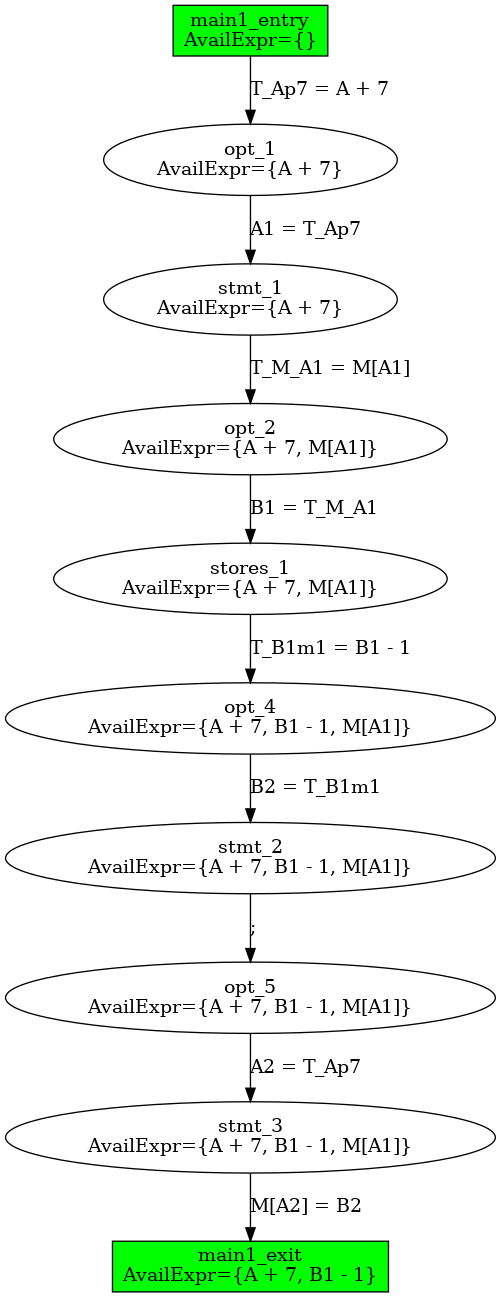 main1_entry
AvailExpr={}
T_Ap7 = A + 7
opt_1
AvailExpr={A + 7}
A1 = T_Ap7
stmt_1
AvailExpr={A + 7}
T_M_A1 = M[A1]
opt_2
AvailExpr={A + 7, M[A1]}
B1 = T_M_A1
stores_1
AvailExpr={A + 7, M[A1]}
T_B1m1 = B1 - 1
opt_4
AvailExpr={A + 7, B1 - 1, M[A1]}
B2 = T_B1m1
stmt_2
AvailExpr={A + 7, B1 - 1, M[A1]}
;
opt_5
AvailExpr={A + 7, B1 - 1, M[A1]}
A2 = T_Ap7
stmt_3
AvailExpr={A + 7, B1 - 1, M[A1]}
M[A2] = B2
main1_exit
AvailExpr={A + 7, B1 - 1}